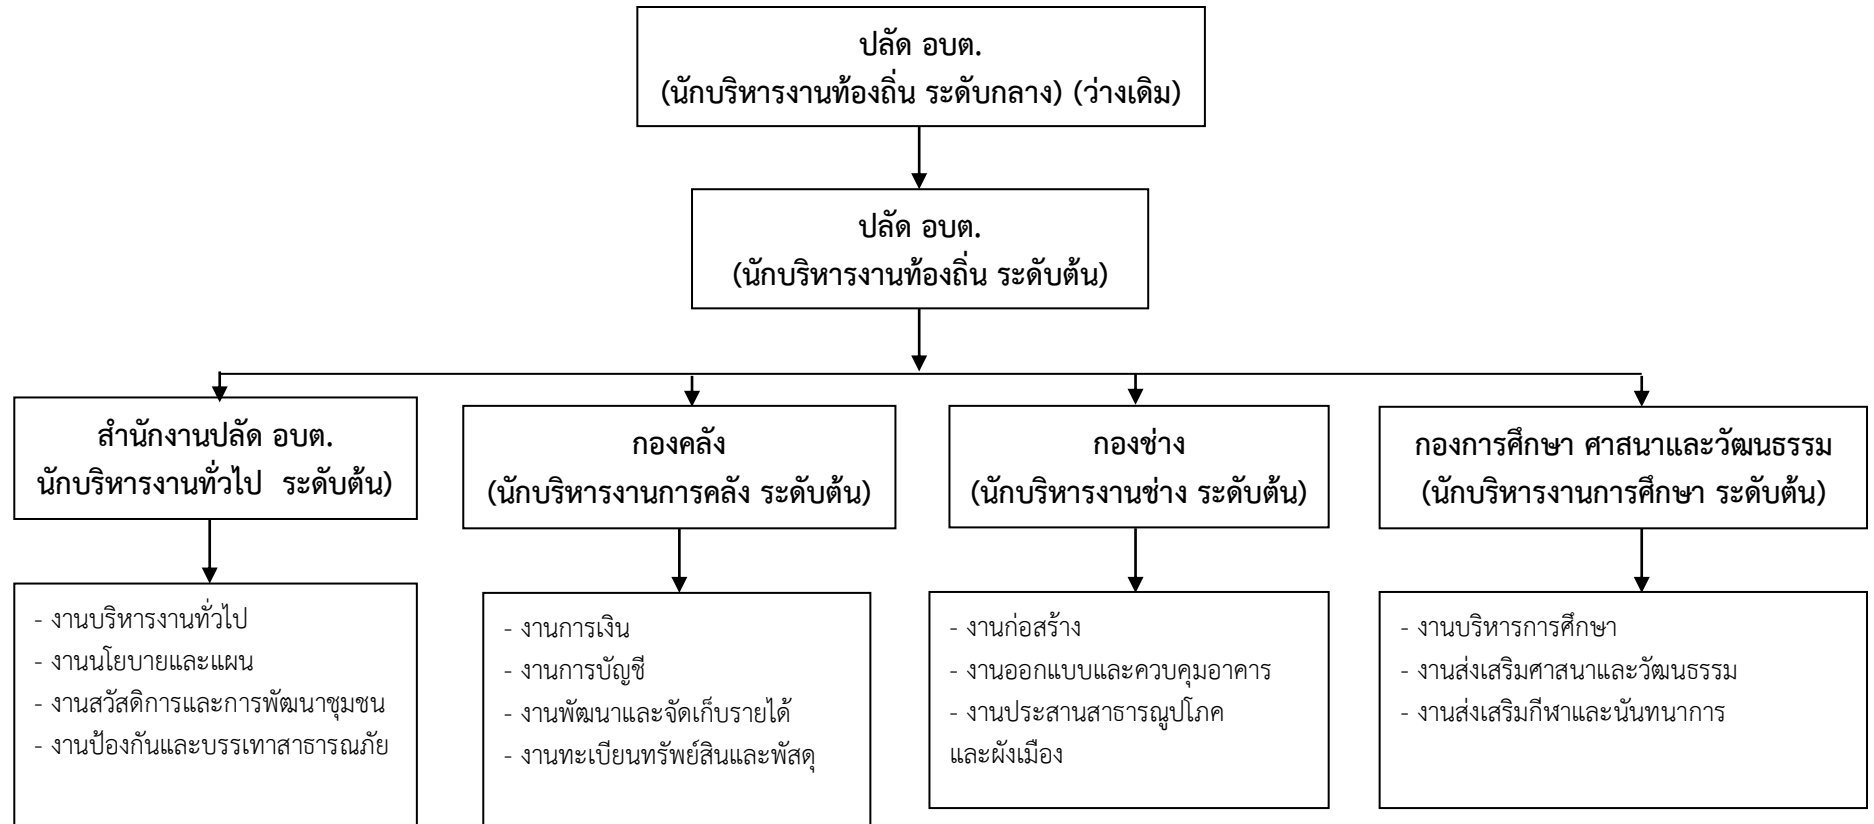 ปลัด อบต.
(นักบริหารงานท้องถิ่น ระดับกลาง) (ว่างเดิม)
ปลัด อบต.
(นักบริหารงานท้องถิ่น ระดับต้น)
สำนักงานปลัด อบต.
นักบริหารงานทั่วไป  ระดับต้น)
กองคลัง
(นักบริหารงานการคลัง ระดับต้น)
กองช่าง
(นักบริหารงานช่าง ระดับต้น)
กองการศึกษา ศาสนาและวัฒนธรรม
(นักบริหารงานการศึกษา ระดับต้น)
- งานบริหารงานทั่วไป
- งานนโยบายและแผน
- งานสวัสดิการและการพัฒนาชุมชน
- งานป้องกันและบรรเทาสาธารณภัย
- งานการเงิน
- งานการบัญชี
- งานพัฒนาและจัดเก็บรายได้
- งานทะเบียนทรัพย์สินและพัสดุ
- งานก่อสร้าง
- งานออกแบบและควบคุมอาคาร
- งานประสานสาธารณูปโภค
และผังเมือง
- งานบริหารการศึกษา
- งานส่งเสริมศาสนาและวัฒนธรรม
- งานส่งเสริมกีฬาและนันทนาการ